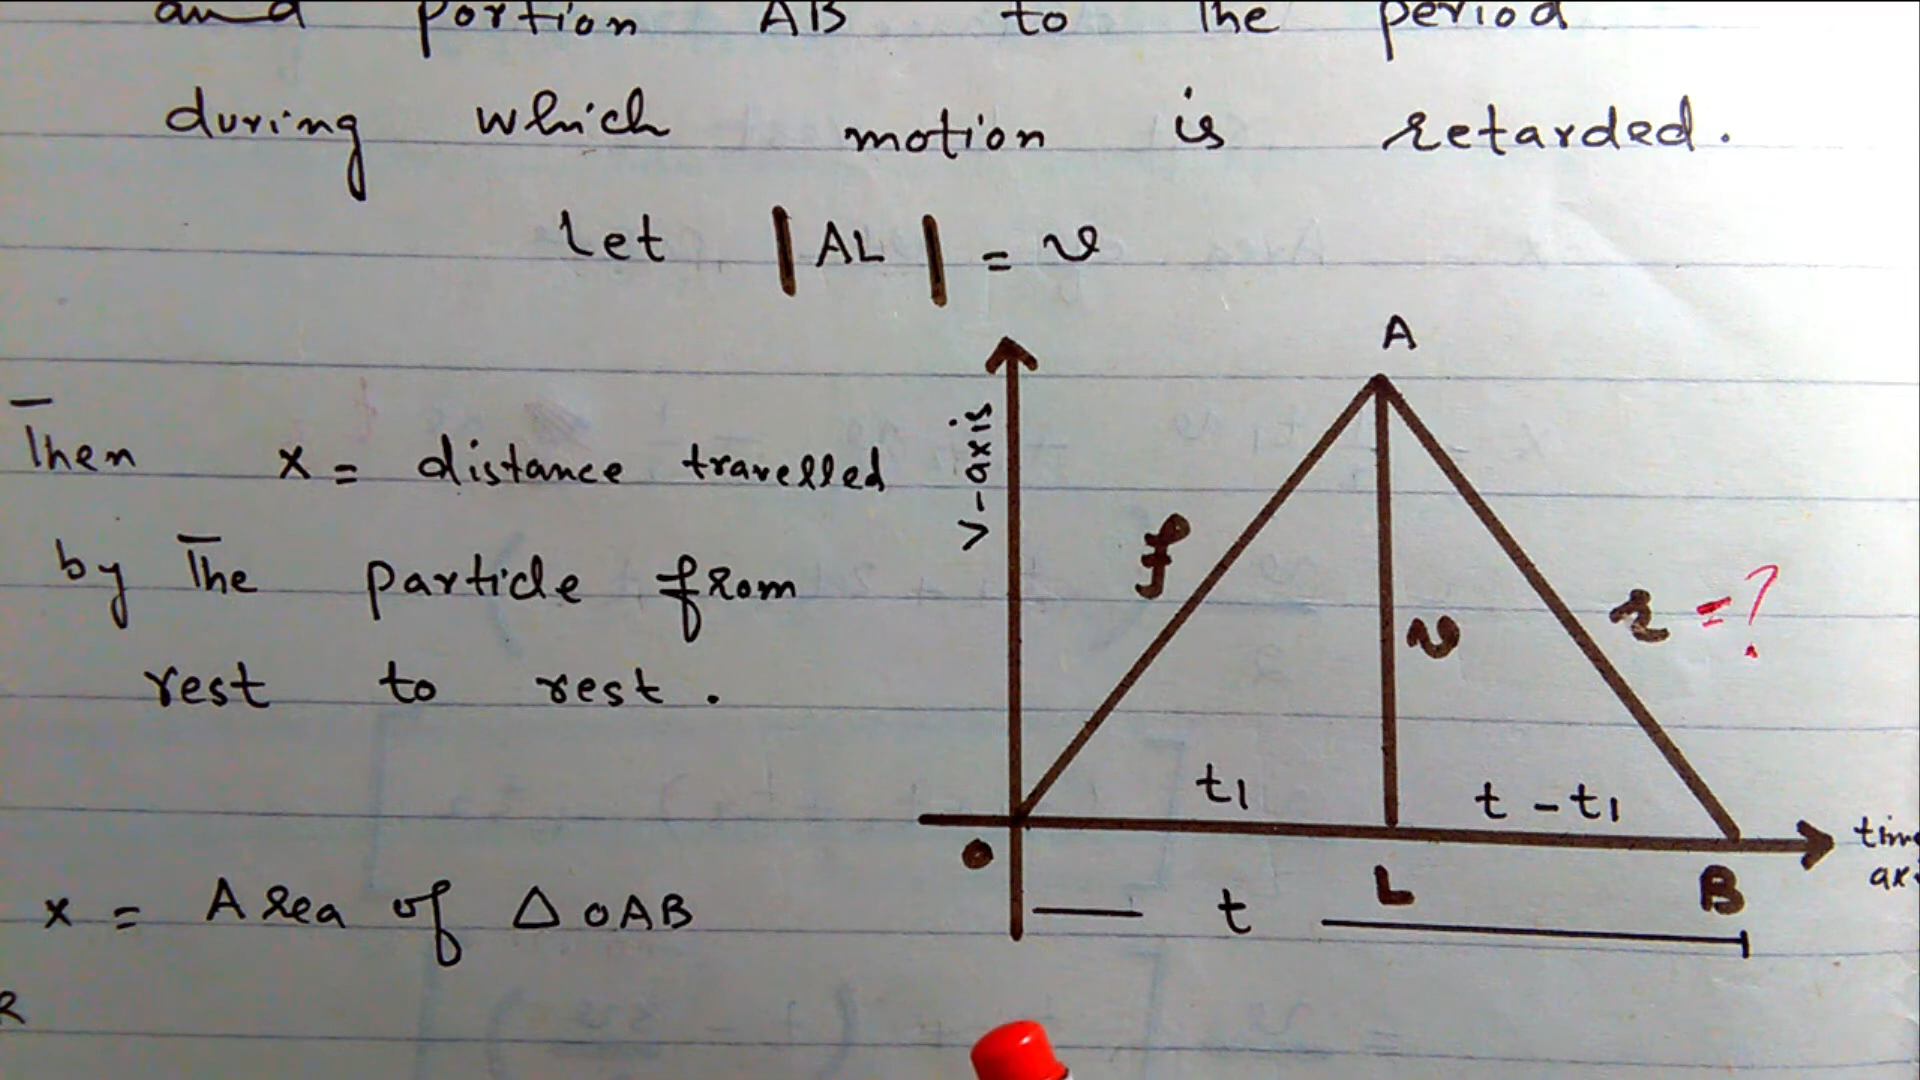 and portion AB to the period
during which motion is retarded.
Let |AL| = v
A
v-axis
Then x = distance travelled
f
by the particle from
v
r = ?
rest to rest.
t1
t - t1
time
O
L
B
t
x = Area of △OAB